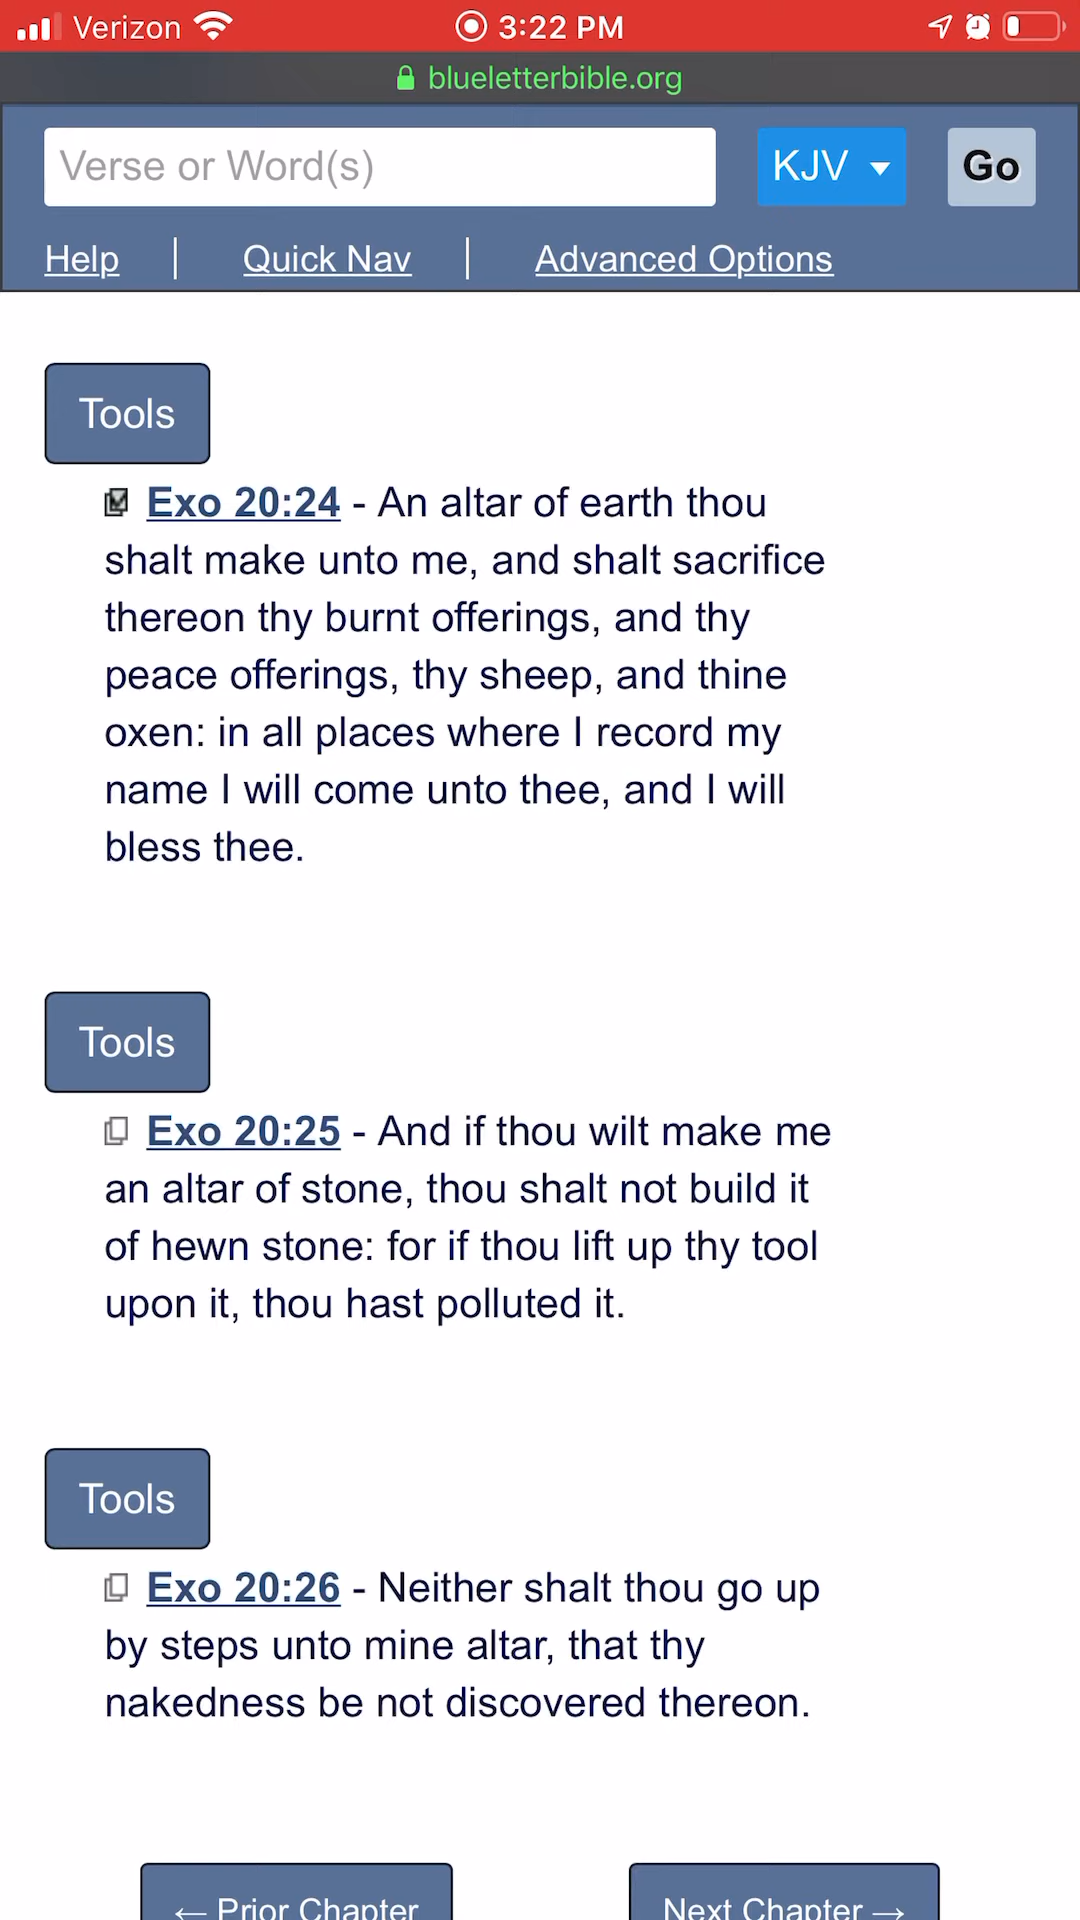 Verizon 3:22 PM
blueletterbible.org
Verse or Word(s) KJV Go
Help | Quick Nav | Advanced Options
Tools
Exo 20:24 - An altar of earth thou
shalt make unto me, and shalt sacrifice
thereon thy burnt offerings, and thy
peace offerings, thy sheep, and thine
oxen: in all places where I record my
name I will come unto thee, and I will
bless thee.
Tools
Exo 20:25 - And if thou wilt make me
an altar of stone, thou shalt not build it
of hewn stone: for if thou lift up thy tool
upon it, thou hast polluted it.
Tools
Exo 20:26 - Neither shalt thou go up
by steps unto mine altar, that thy
nakedness be not discovered thereon.
← Prior Chapter Next Chapter →